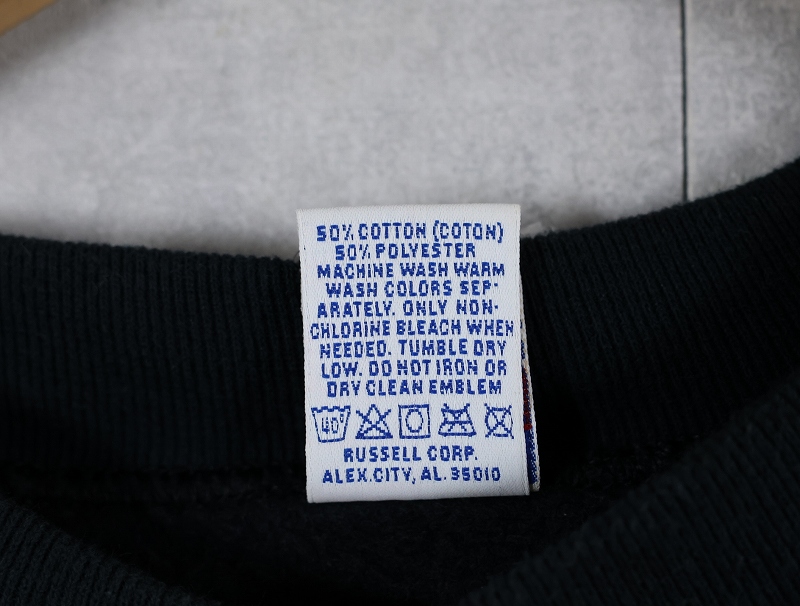 50% COTTON (COTON)
50% POLYESTER
MACHINE WASH WARM
WASH COLORS SEP-
ARATELY. ONLY NON-
CHLORINE BLEACH WHEN
NEEDED. TUMBLE DRY
LOW. DO NOT IRON OR
DRY CLEAN EMBLEM
40°
RUSSELL CORP.
ALEX.CITY, AL. 35010